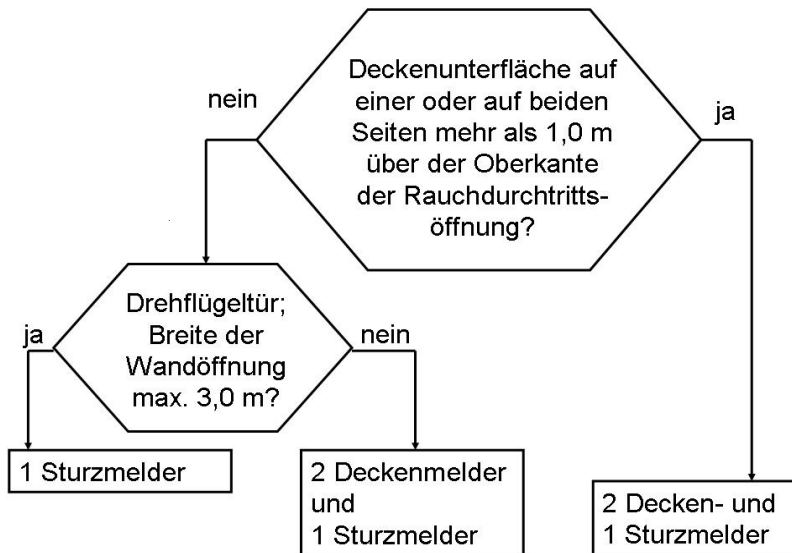 Deckenunterfläche auf
einer oder auf beiden
Seiten mehr als 1,0 m
über der Oberkante
der Rauchdurchtritts-
öffnung?
nein
ja
Drehflügeltür;
Breite der
Wandöffnung
max. 3,0 m?
ja
nein
1 Sturzmelder
2 Deckenmelder
und
1 Sturzmelder
2 Decken- und
1 Sturzmelder